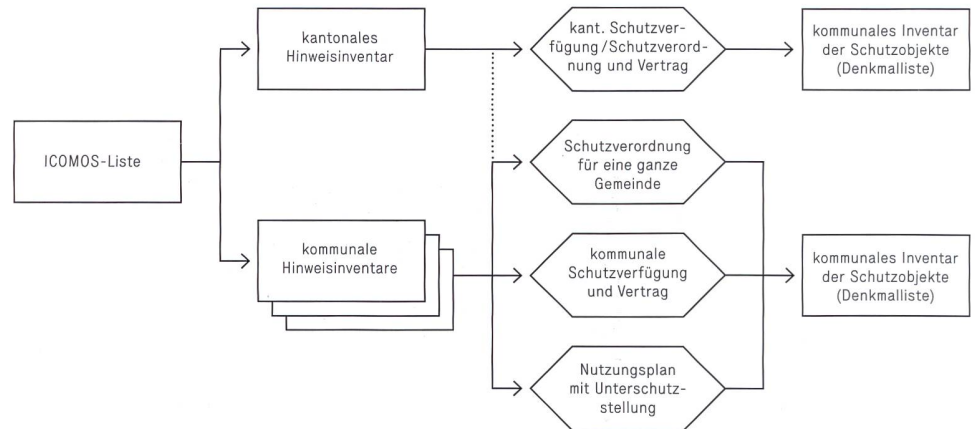 ICOMOS-Liste
kantonales
Hinweisinventar
kommunale
Hinweisinventare
kant. Schutzver-
fügung/Schutzverord-
nung und Vertrag
Schutzverordnung
für eine ganze
Gemeinde
kommunale
Schutzverfügung
und Vertrag
Nutzungsplan
mit Unterschutz-
stellung
kommunales Inventar
der Schutzobjekte
(Denkmalliste)
kommunales Inventar
der Schutzobjekte
(Denkmalliste)